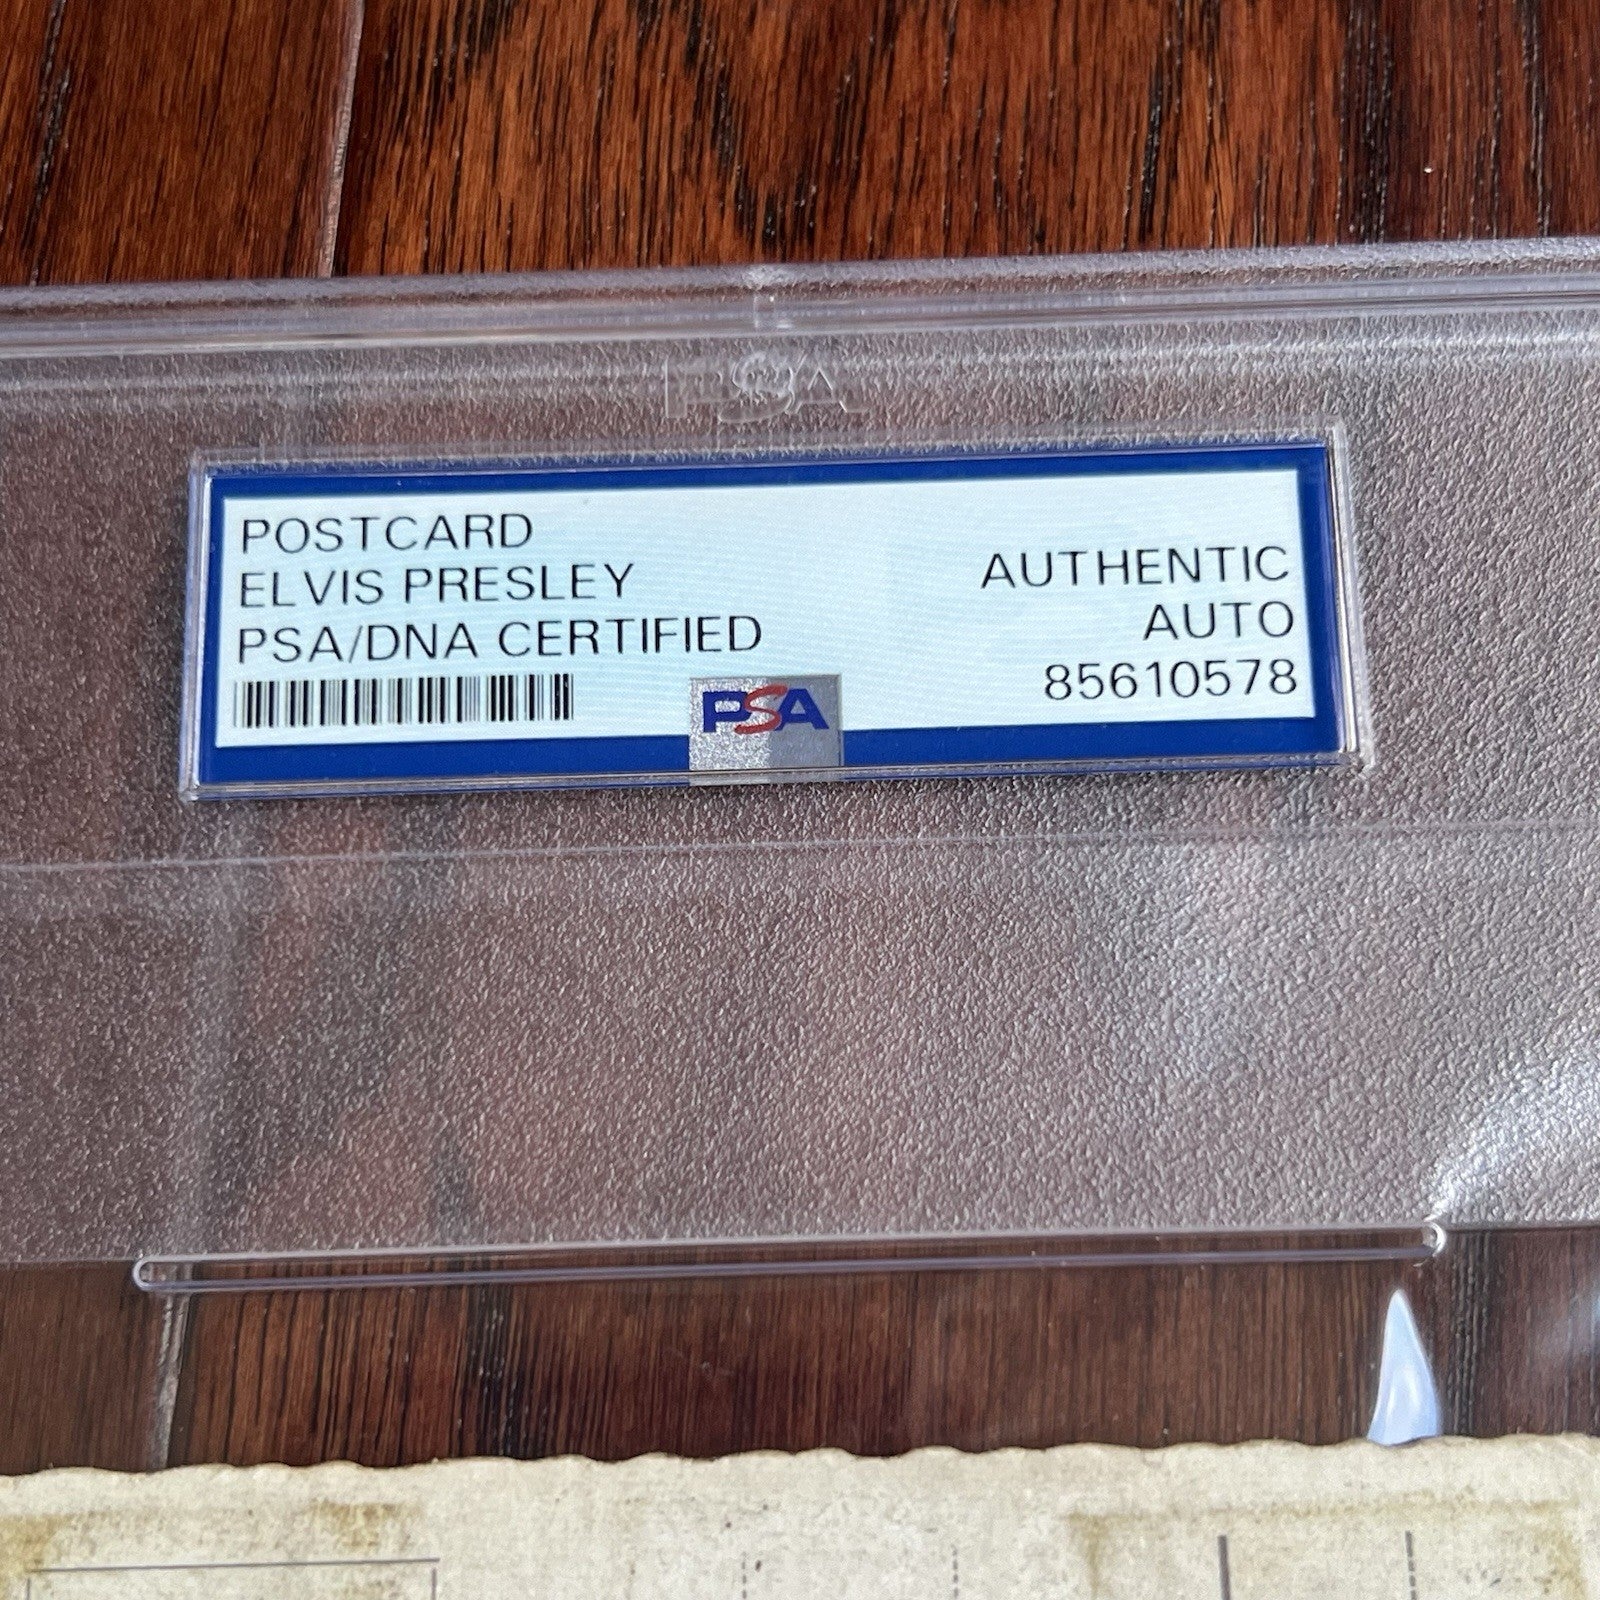 PSA
POSTCARD
ELVIS PRESLEY
PSA/DNA CERTIFIED
AUTHENTIC
AUTO
85610578
PSA